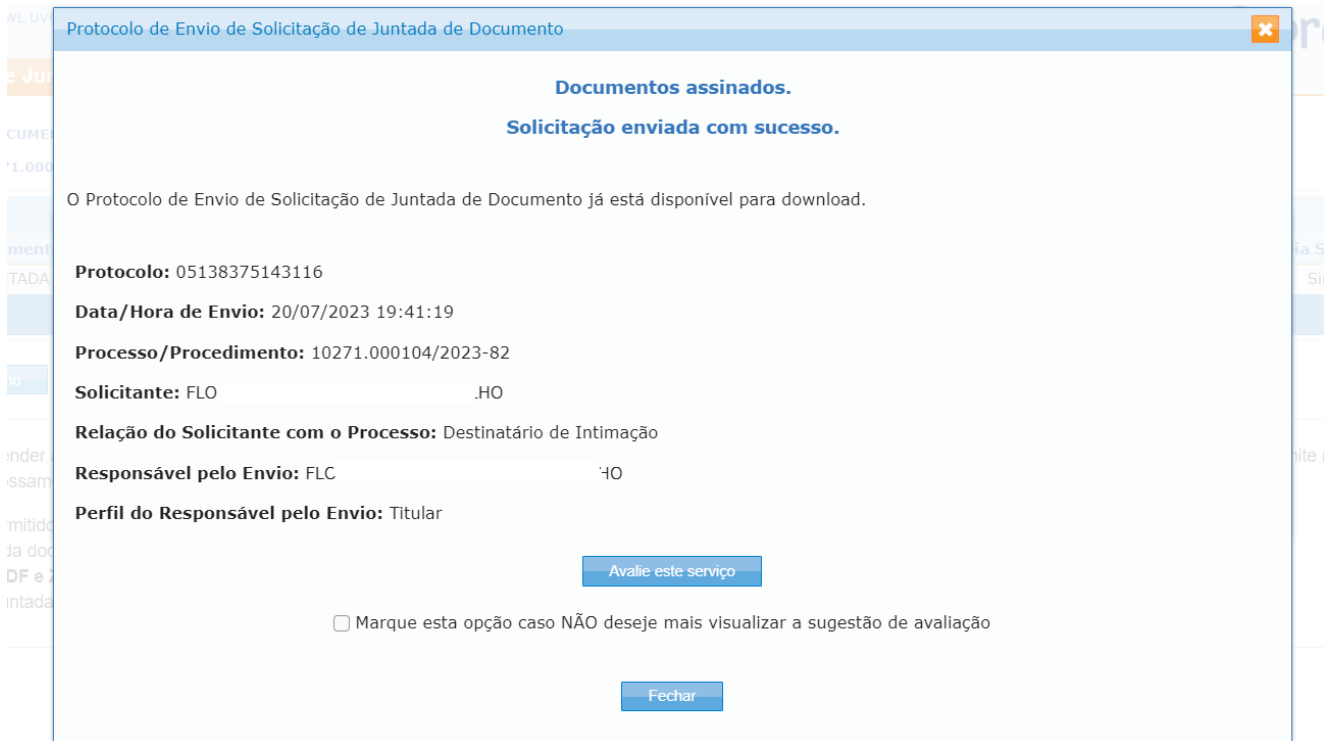 Protocolo de Envio de Solicitação de Juntada de Documento
Documentos assinados.
Solicitação enviada com sucesso.
O Protocolo de Envio de Solicitação de Juntada de Documento já está disponível para download.
Protocolo: 05138375143116
Data/Hora de Envio: 20/07/2023 19:41:19
Processo/Procedimento: 10271.000104/2023-82
Solicitante: FLO HO
Relação do Solicitante com o Processo: Destinatário de Intimação
Responsável pelo Envio: FLC HO
Perfil do Responsável pelo Envio: Titular
Avalie este serviço
Marque esta opção caso NÃO deseje mais visualizar a sugestão de avaliação
Fechar